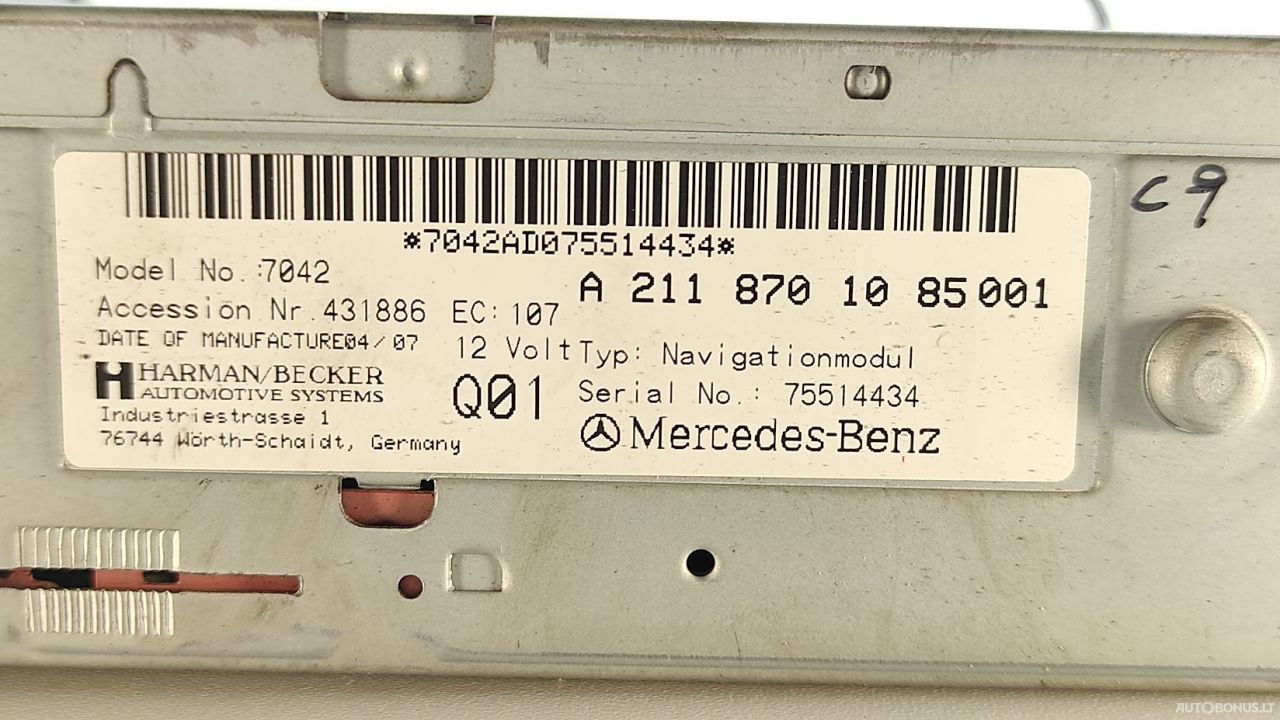 *7042AD075514434*
Model No.:7042
A 211 870 10 85 001
Accession Nr.431886 EC:107
DATE OF MANUFACTURE04/07
12 Volt Typ: Navigationmodul
HARMAN/BECKER
AUTOMOTIVE SYSTEMS
Q01
Serial No.: 75514434
Industriestrasse 1
76744 Wörth-Schaidt, Germany
Mercedes-Benz
C9
AUTOBONUS.LT